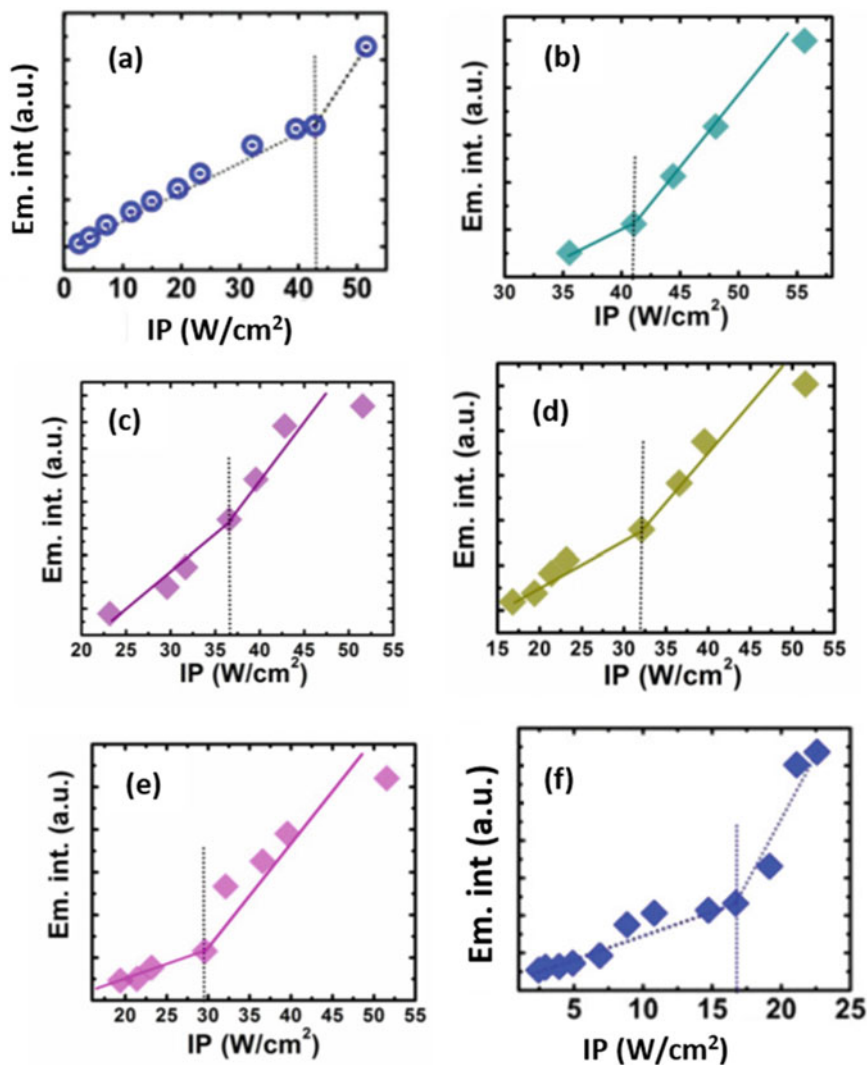 (a)
Em. int (a.u.)
0 10 20 30 40 50
IP (W/cm²)
(b)
Em. int. (a.u.)
30 35 40 45 50 55
IP (W/cm²)
(c)
Em. int. (a.u.)
20 25 30 35 40 45 50 55
IP (W/cm²)
(d)
Em. int. (a.u.)
15 20 25 30 35 40 45 50 55
IP (W/cm²)
(e)
Em. int. (a.u.)
20 25 30 35 40 45 50 55
IP (W/cm²)
(f)
Em. int (a.u.)
5 10 15 20 25
IP (W/cm²)